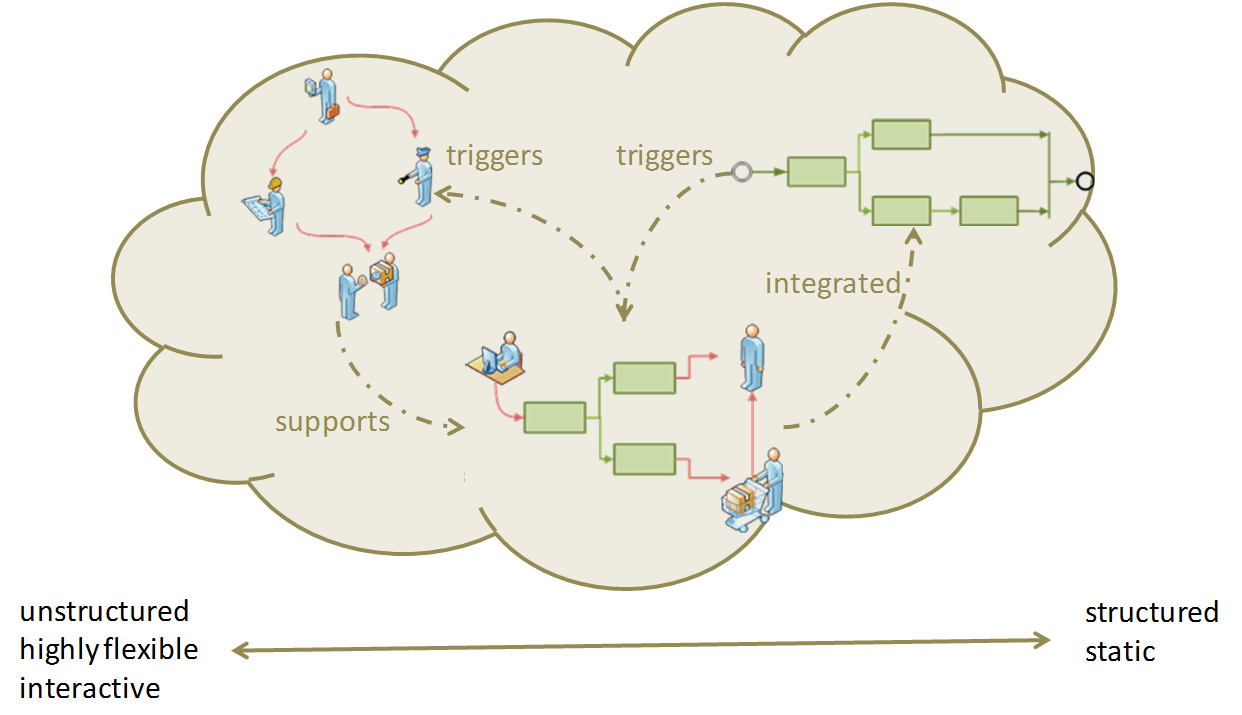 triggers
triggers
integrated
supports
unstructured
highly flexible
interactive
structured
static